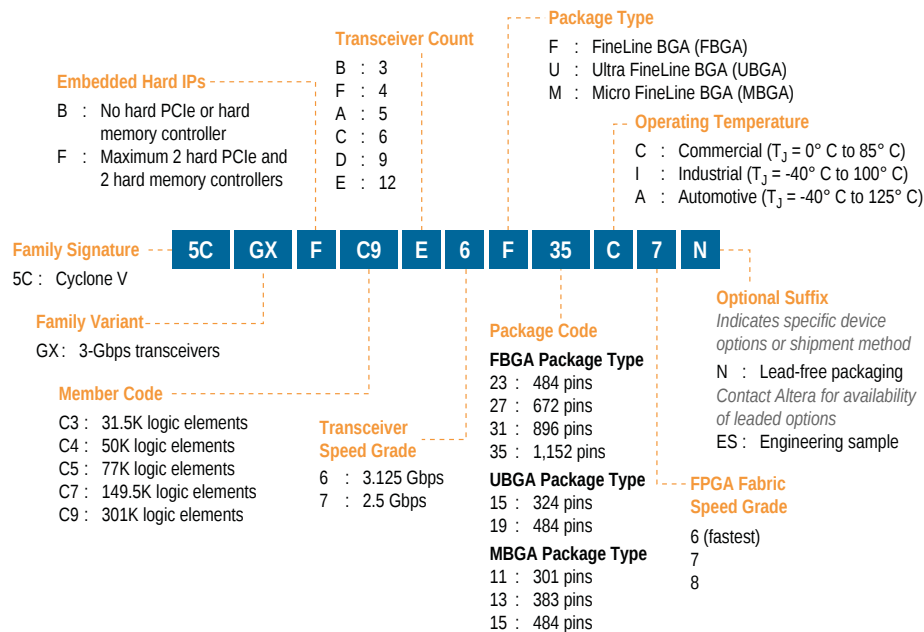 Package Type
F : FineLine BGA (FBGA)
U : Ultra FineLine BGA (UBGA)
M : Micro FineLine BGA (MBGA)
Transceiver Count
B : 3
F : 4
A : 5
C : 6
D : 9
E : 12
Embedded Hard IPs
B : No hard PCIe or hard
memory controller
F : Maximum 2 hard PCIe and
2 hard memory controllers
Operating Temperature
C : Commercial (TJ = 0° C to 85° C)
I : Industrial (TJ = -40° C to 100° C)
A : Automotive (TJ = -40° C to 125° C)
5C GX F C9 E 6 F 35 C 7 N
Family Signature
5C : Cyclone V
Family Variant
GX : 3-Gbps transceivers
Member Code
C3 : 31.5K logic elements
C4 : 50K logic elements
C5 : 77K logic elements
C7 : 149.5K logic elements
C9 : 301K logic elements
Transceiver
Speed Grade
6 : 3.125 Gbps
7 : 2.5 Gbps
Package Code
FBGA Package Type
23 : 484 pins
27 : 672 pins
31 : 896 pins
35 : 1,152 pins
UBGA Package Type
15 : 324 pins
19 : 484 pins
MBGA Package Type
11 : 301 pins
13 : 383 pins
15 : 484 pins
FPGA Fabric
Speed Grade
6 (fastest)
7
8
Optional Suffix
Indicates specific device
options or shipment method
N : Lead-free packaging
Contact Altera for availability
of leaded options
ES : Engineering sample